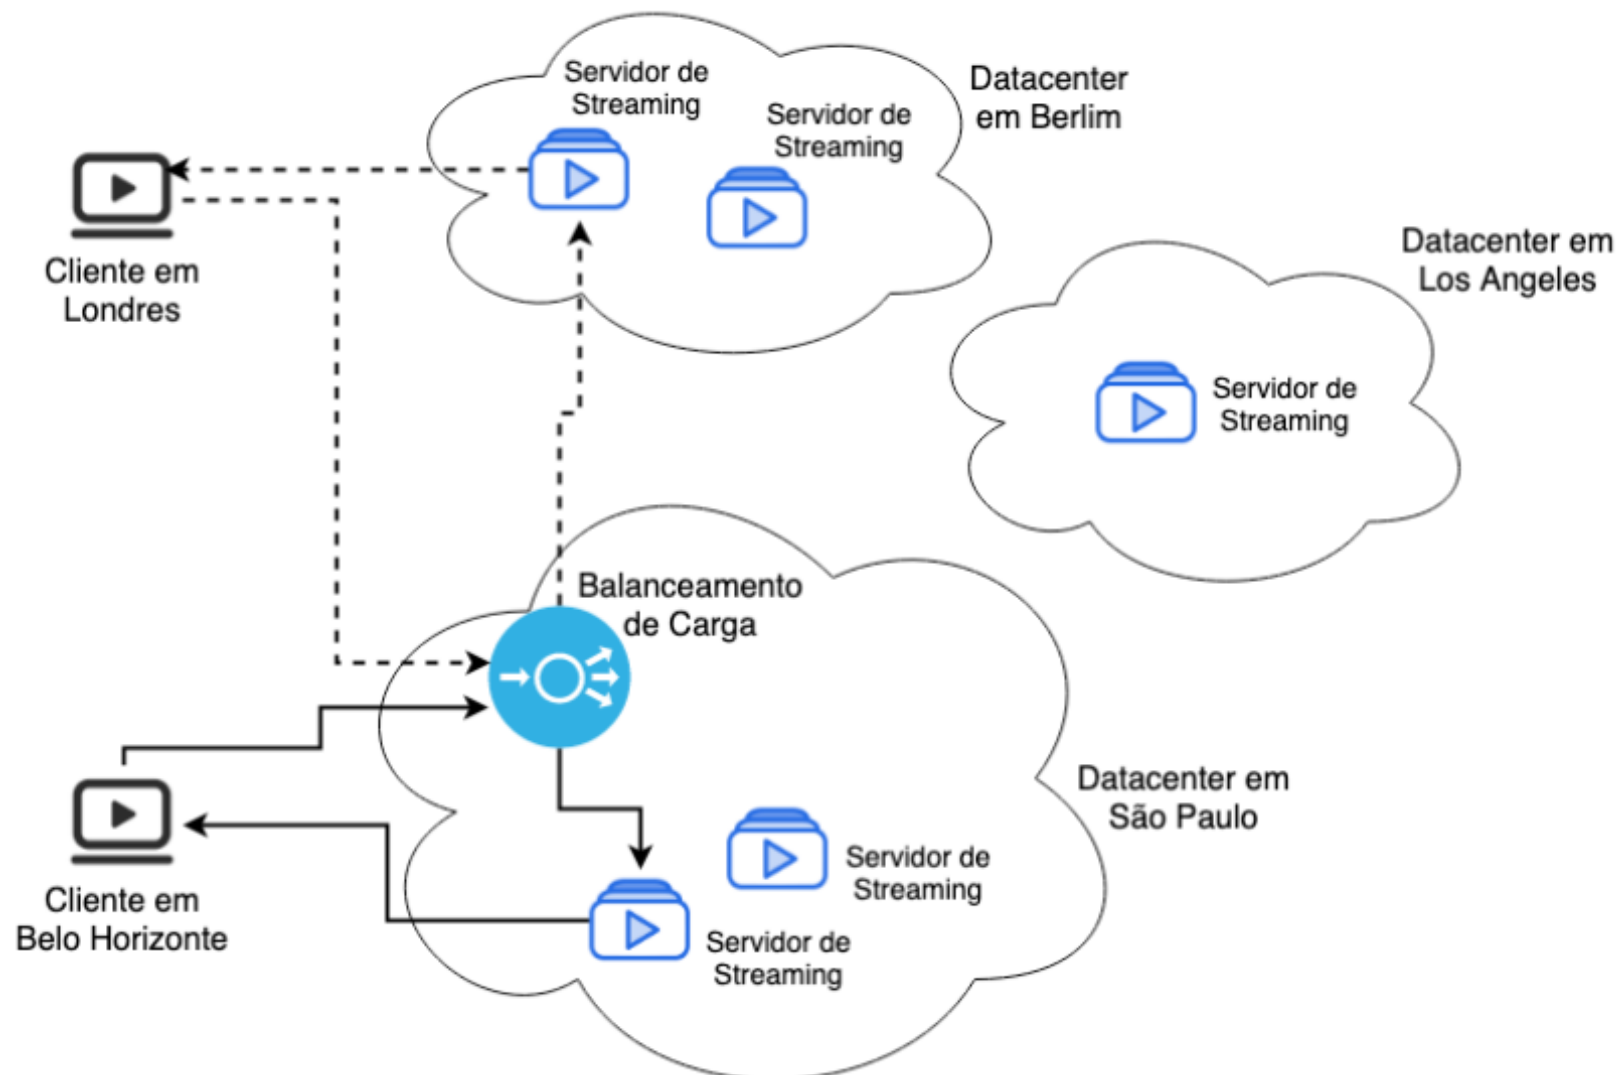 Servidor de
Streaming
Servidor de
Streaming
Datacenter
em Berlim
Cliente em
Londres
Datacenter em
Los Angeles
Servidor de
Streaming
Balanceamento
de Carga
Datacenter em
São Paulo
Servidor de
Streaming
Cliente em
Belo Horizonte
Servidor de
Streaming